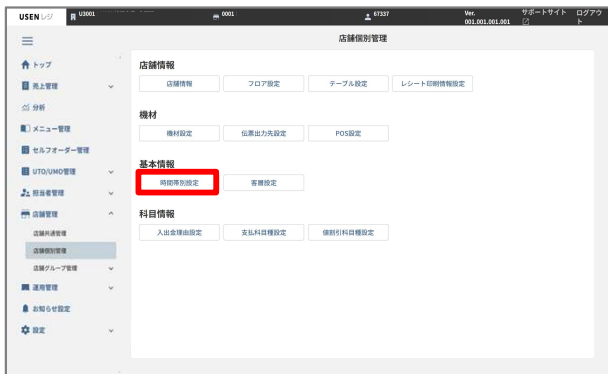 USEN レジ U3001 0001 67337 Ver. 001.001.001.001 サポートサイト ログアウト
店舗個別管理
トップ
売上管理
分析
メニュー管理
セルフオーダー管理
UTO/UMO管理
担当者管理
店舗管理
店舗共通管理
店舗個別管理
店舗グループ管理
運用管理
お知らせ設定
設定
店舗情報
店舗情報 フロア設定 テーブル設定 レシート印刷情報設定
機材
機材設定 伝票出力先設定 POS設定
基本情報
時間帯別設定 客層設定
科目情報
入出金理由設定 支払科目種設定 値割引科目種設定